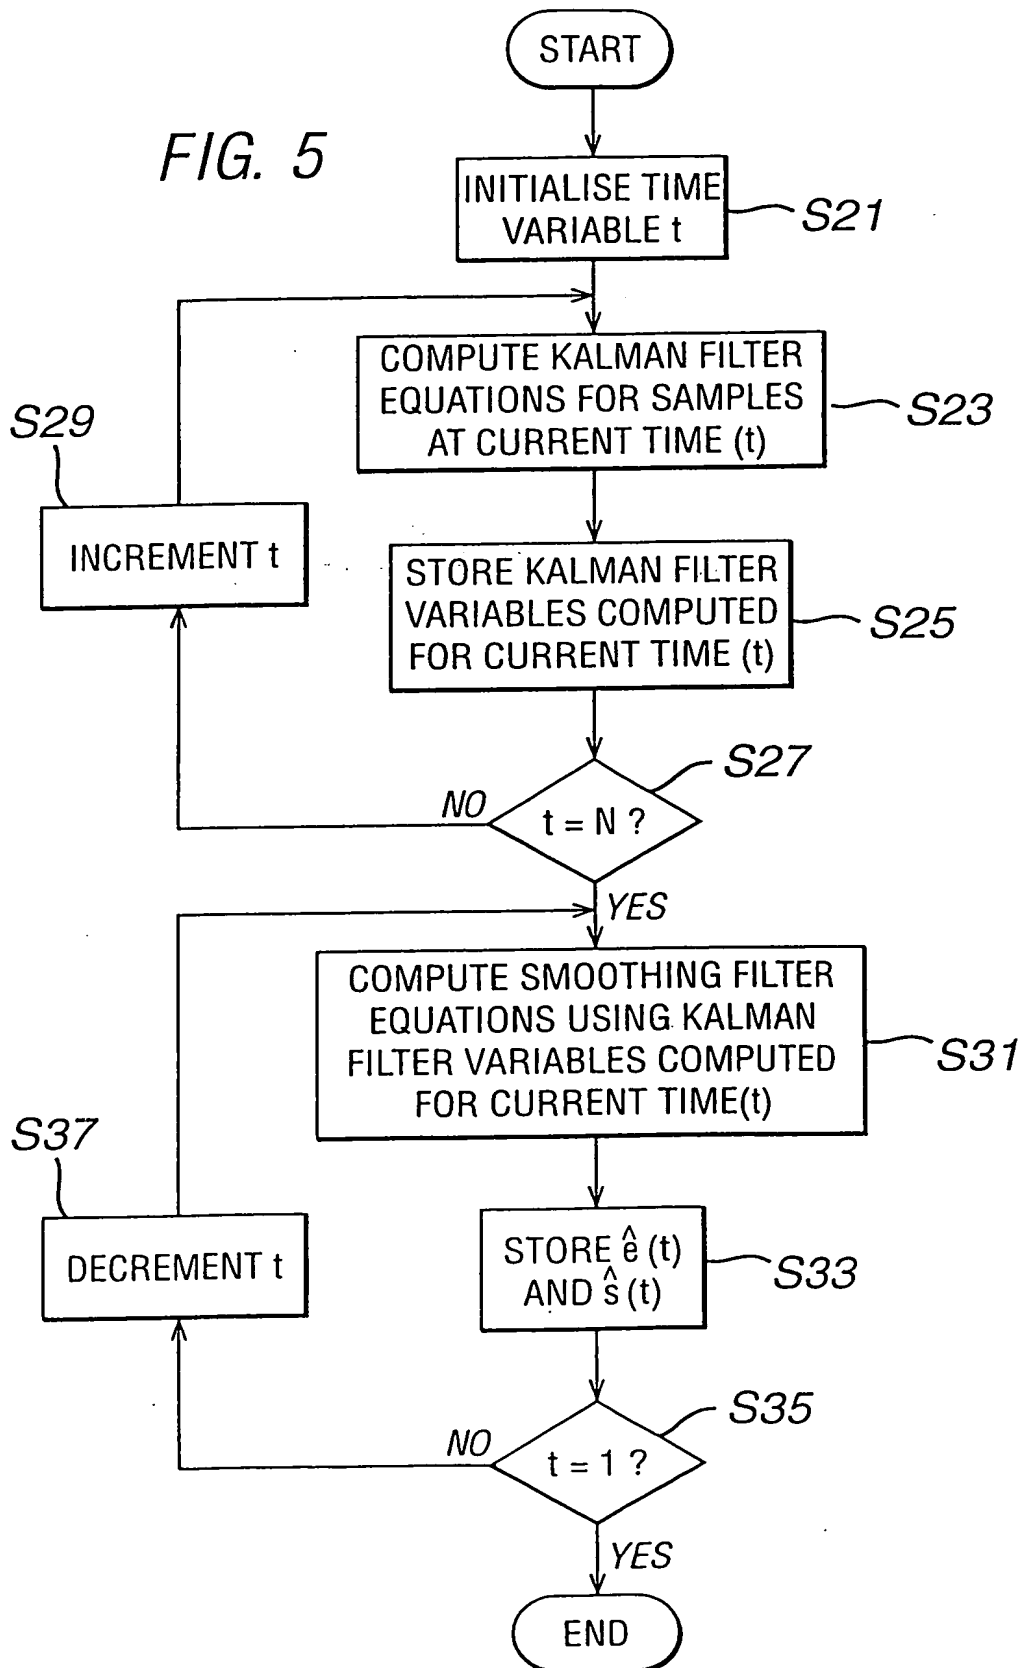 START
FIG. 5
INITIALISE TIME
VARIABLE t
S21
COMPUTE KALMAN FILTER
EQUATIONS FOR SAMPLES
AT CURRENT TIME (t)
S23
S29
INCREMENT t
STORE KALMAN FILTER
VARIABLES COMPUTED
FOR CURRENT TIME (t)
S25
S27
NO
t = N ?
YES
COMPUTE SMOOTHING FILTER
EQUATIONS USING KALMAN
FILTER VARIABLES COMPUTED
FOR CURRENT TIME(t)
S31
S37
DECREMENT t
STORE ê (t)
AND ŝ (t)
S33
S35
NO
t = 1 ?
YES
END